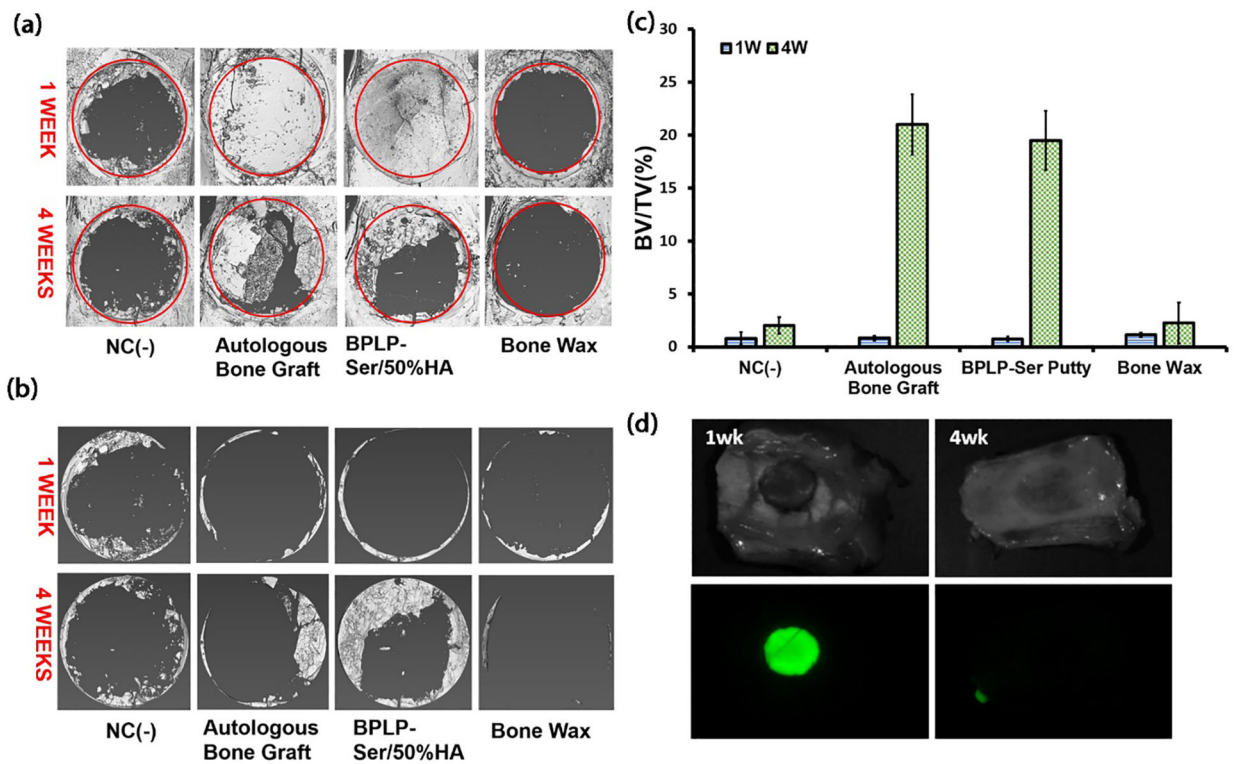 (a)
1 WEEK
4 WEEKS
NC(-)
Autologous
Bone Graft
BPLP-
Ser/50%HA
Bone Wax
(b)
1 WEEK
4 WEEKS
NC(-)
Autologous
Bone Graft
BPLP-
Ser/50%HA
Bone Wax
(c)
30
25
20
15
10
5
0
BV/TV(%)
1W
4W
NC(-)
Autologous
Bone Graft
BPLP-Ser Putty
Bone Wax
(d)
1wk
4wk